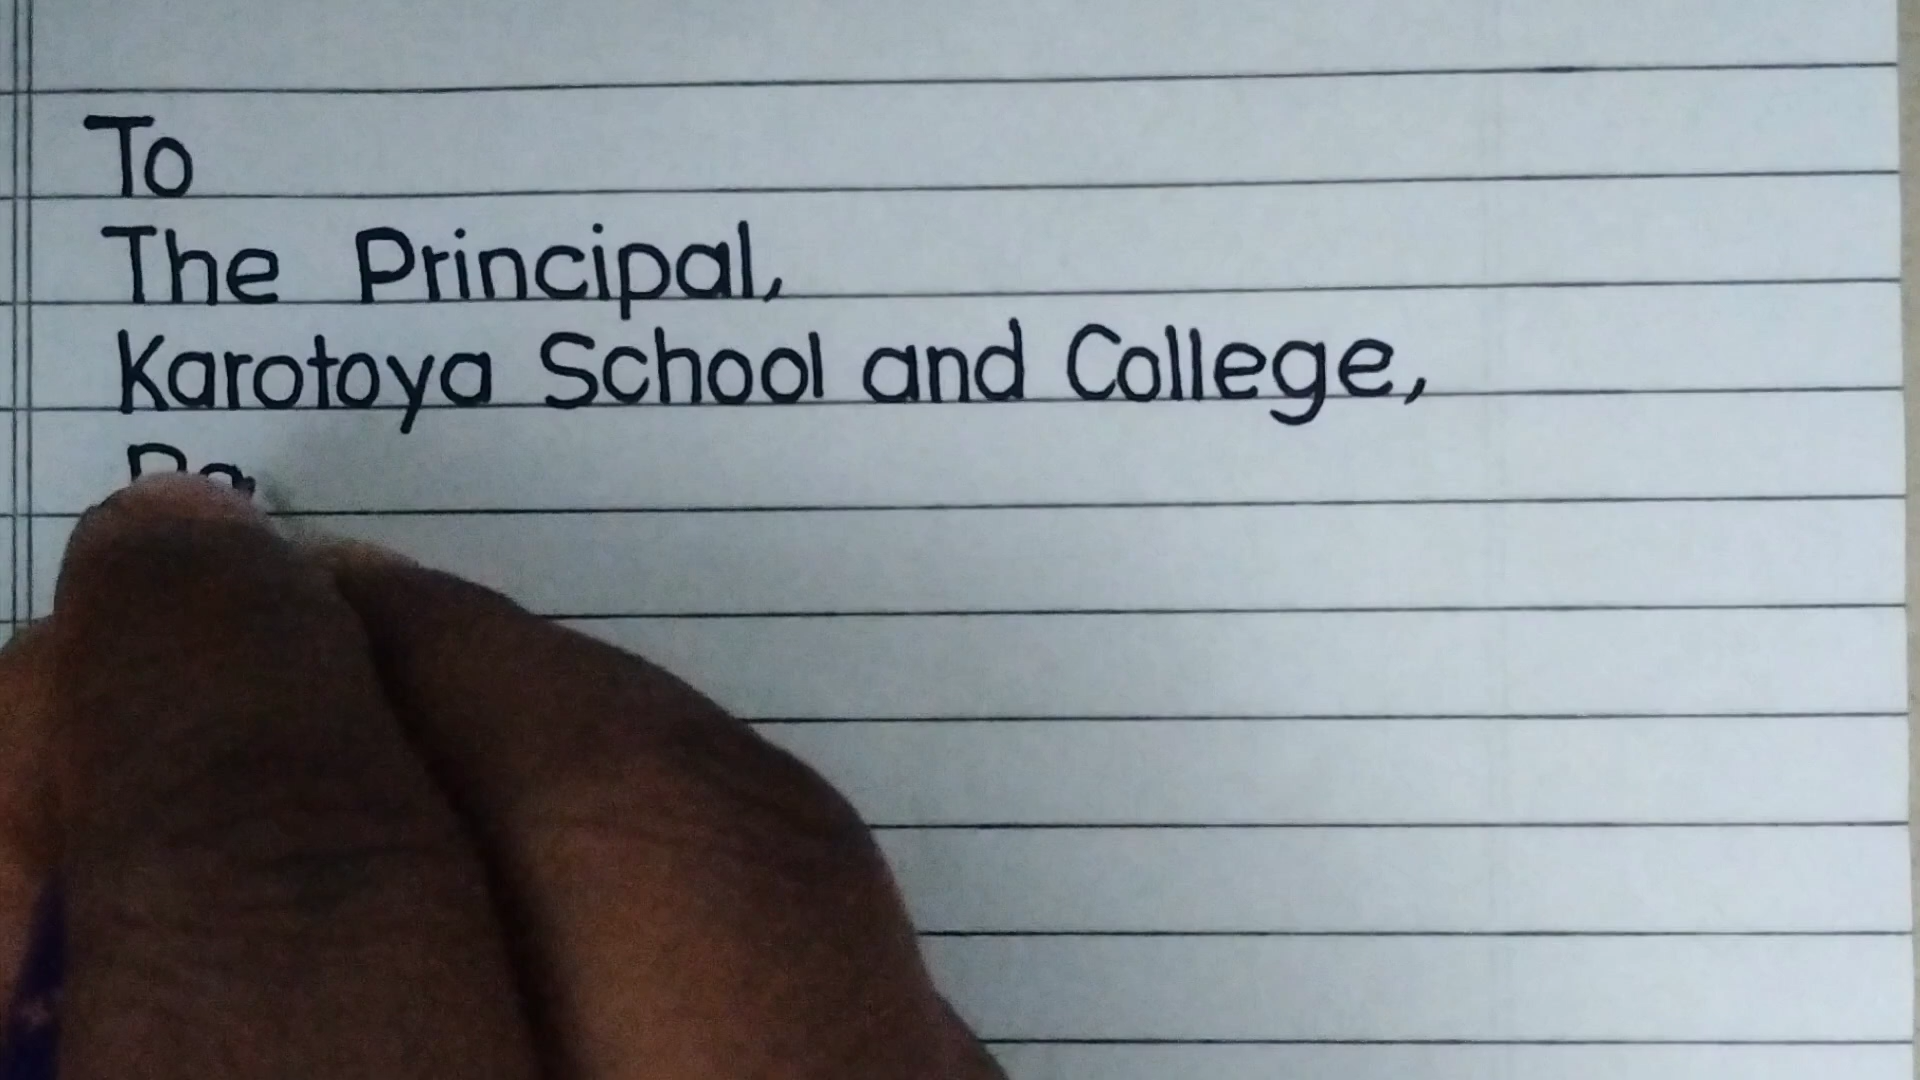 To
The Principal,
Karotoya School and College,